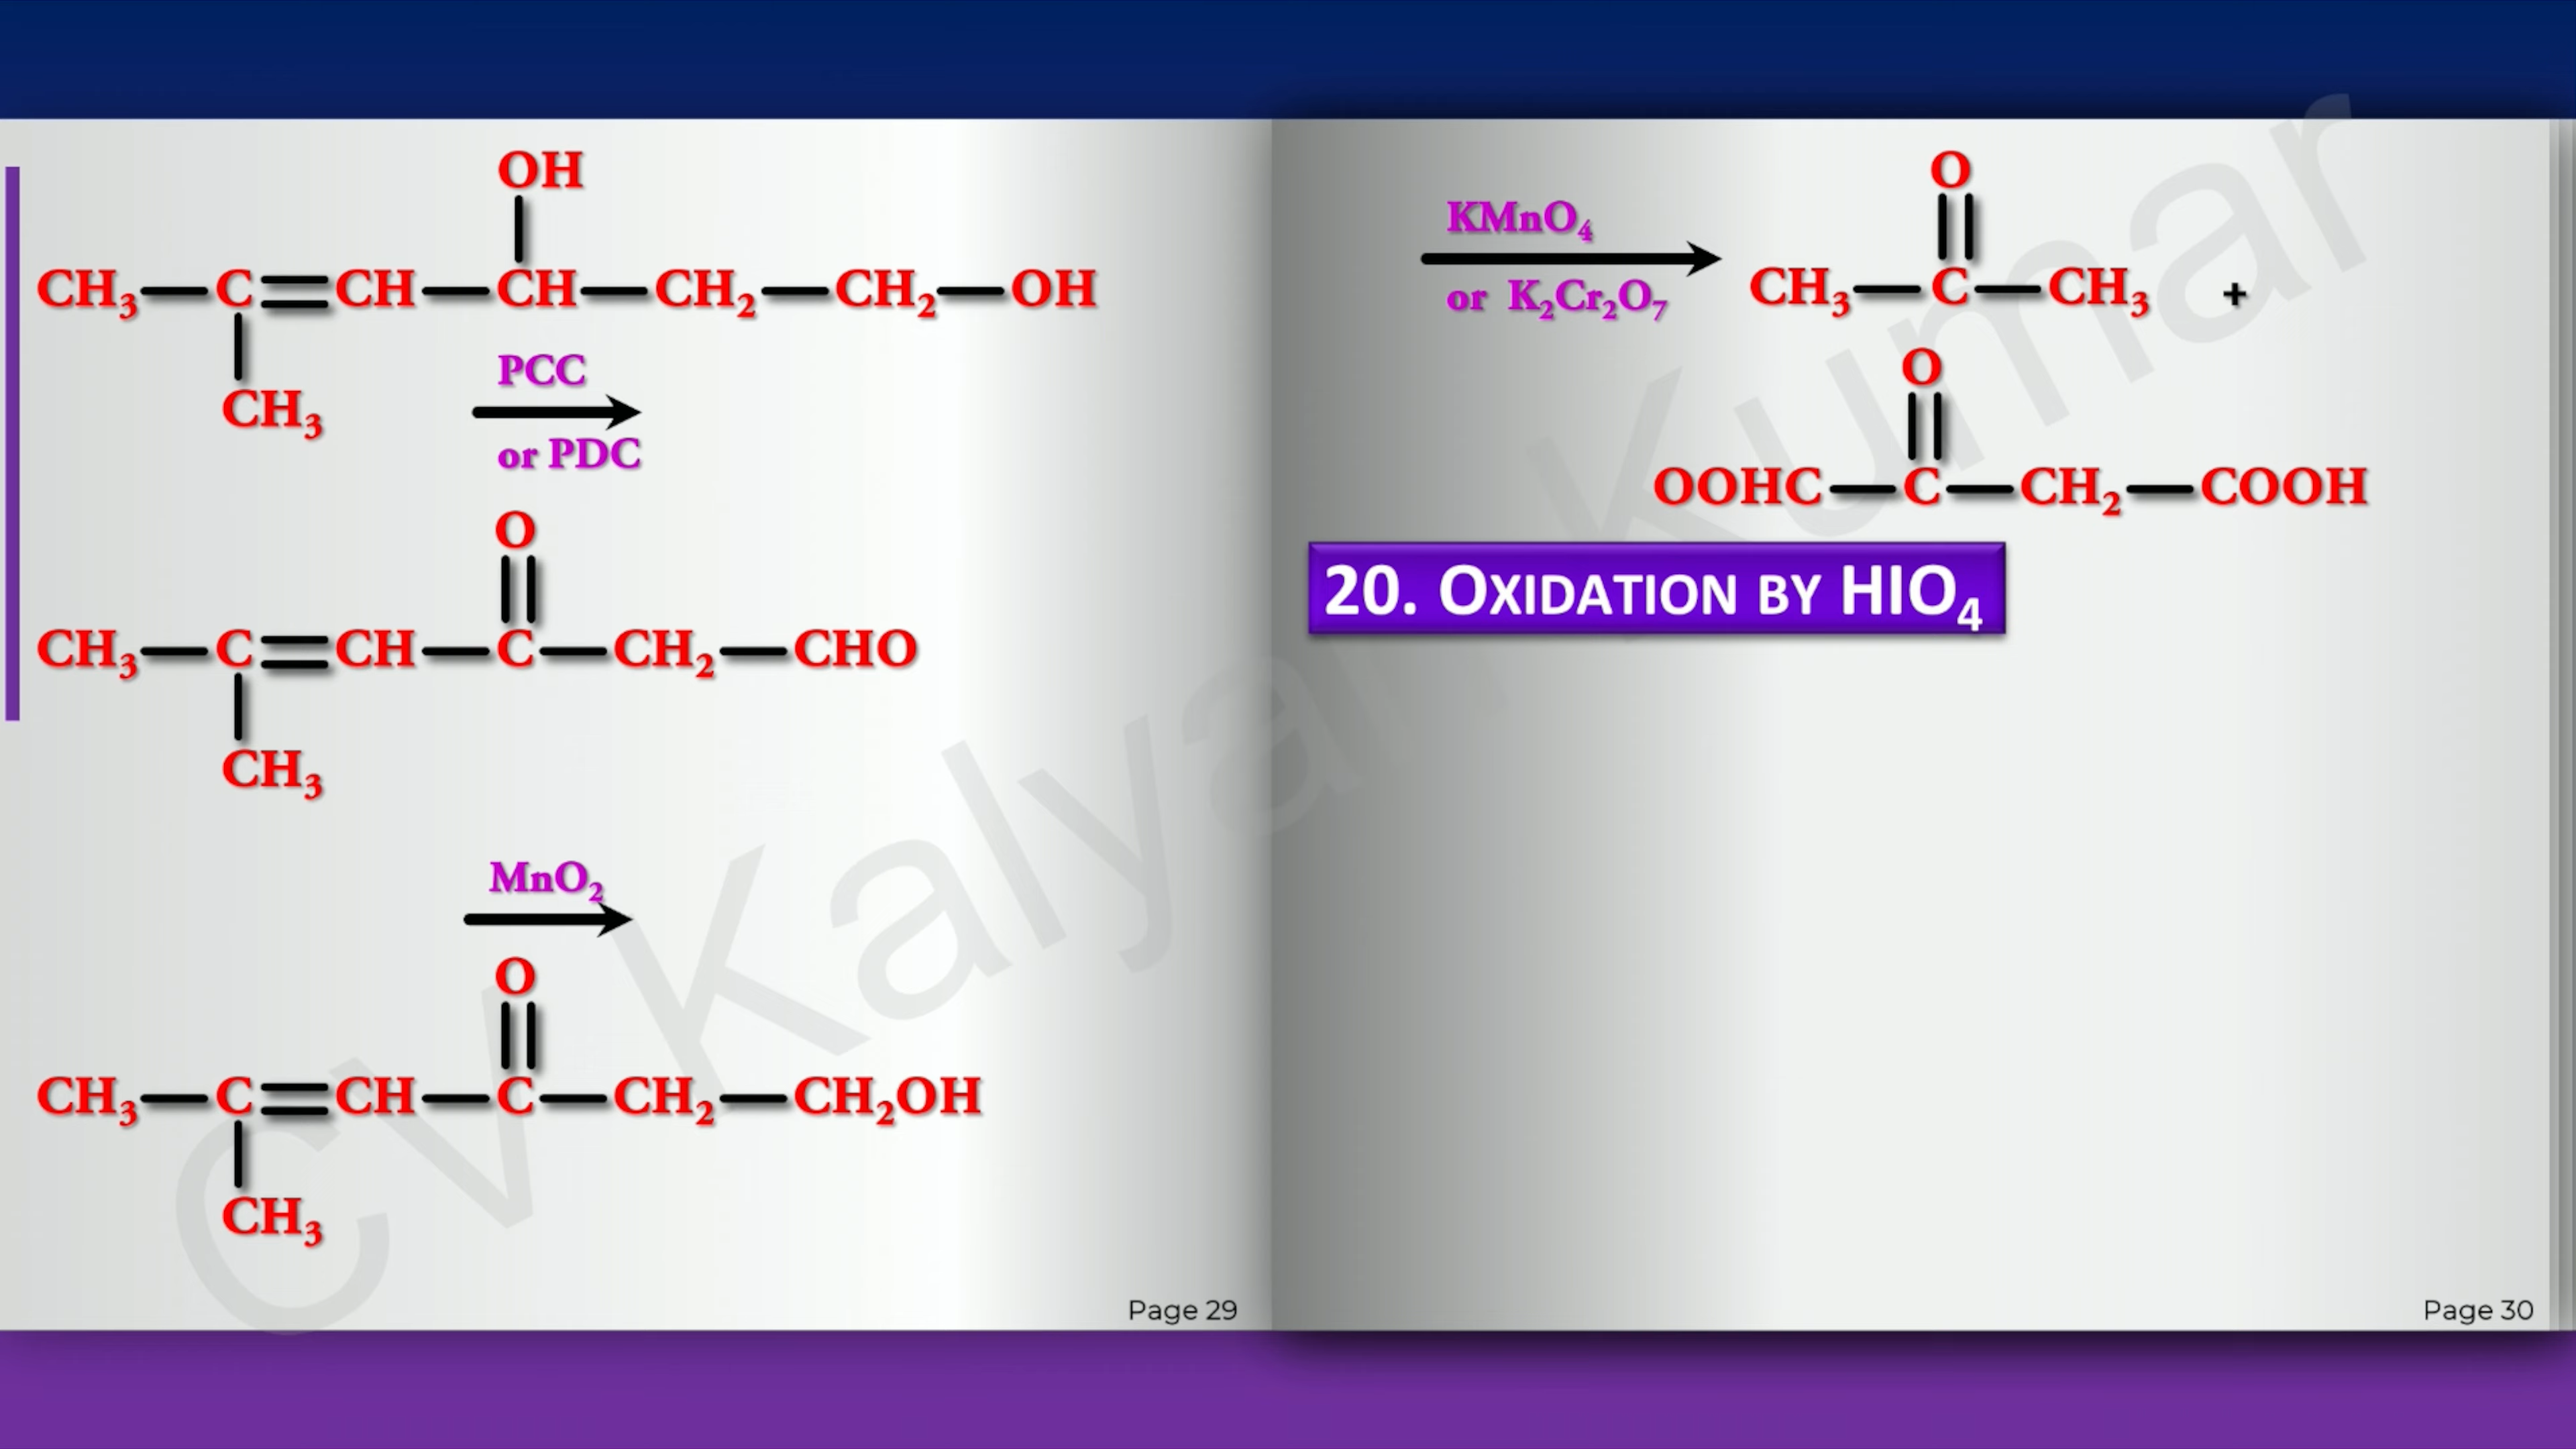 OH
CH₃—C=CH—CH—CH₂—CH₂—OH
CH₃
PCC
or PDC
O
CH₃—C=CH—C—CH₂—CHO
CH₃
MnO₂
O
CH₃—C=CH—C—CH₂—CH₂OH
CH₃
Page 29
KMnO₄
or K₂Cr₂O₇
O
CH₃—C—CH₃ +
O
OOHC—C—CH₂—COOH
20. OXIDATION BY HIO₄
Page 30
CV Kalyan Kumar